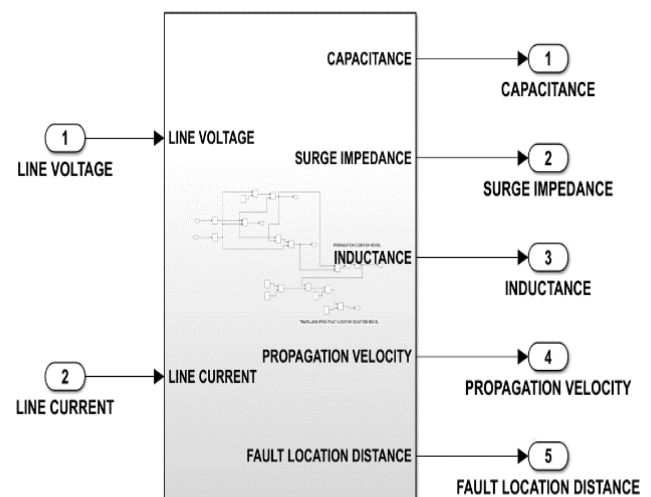 CAPACITANCE
1
CAPACITANCE
1
LINE VOLTAGE
LINE VOLTAGE
SURGE IMPEDANCE
2
SURGE IMPEDANCE
INDUCTANCE
3
INDUCTANCE
PROPAGATION VELOCITY
4
PROPAGATION VELOCITY
2
LINE CURRENT
LINE CURRENT
FAULT LOCATION DISTANCE
5
FAULT LOCATION DISTANCE